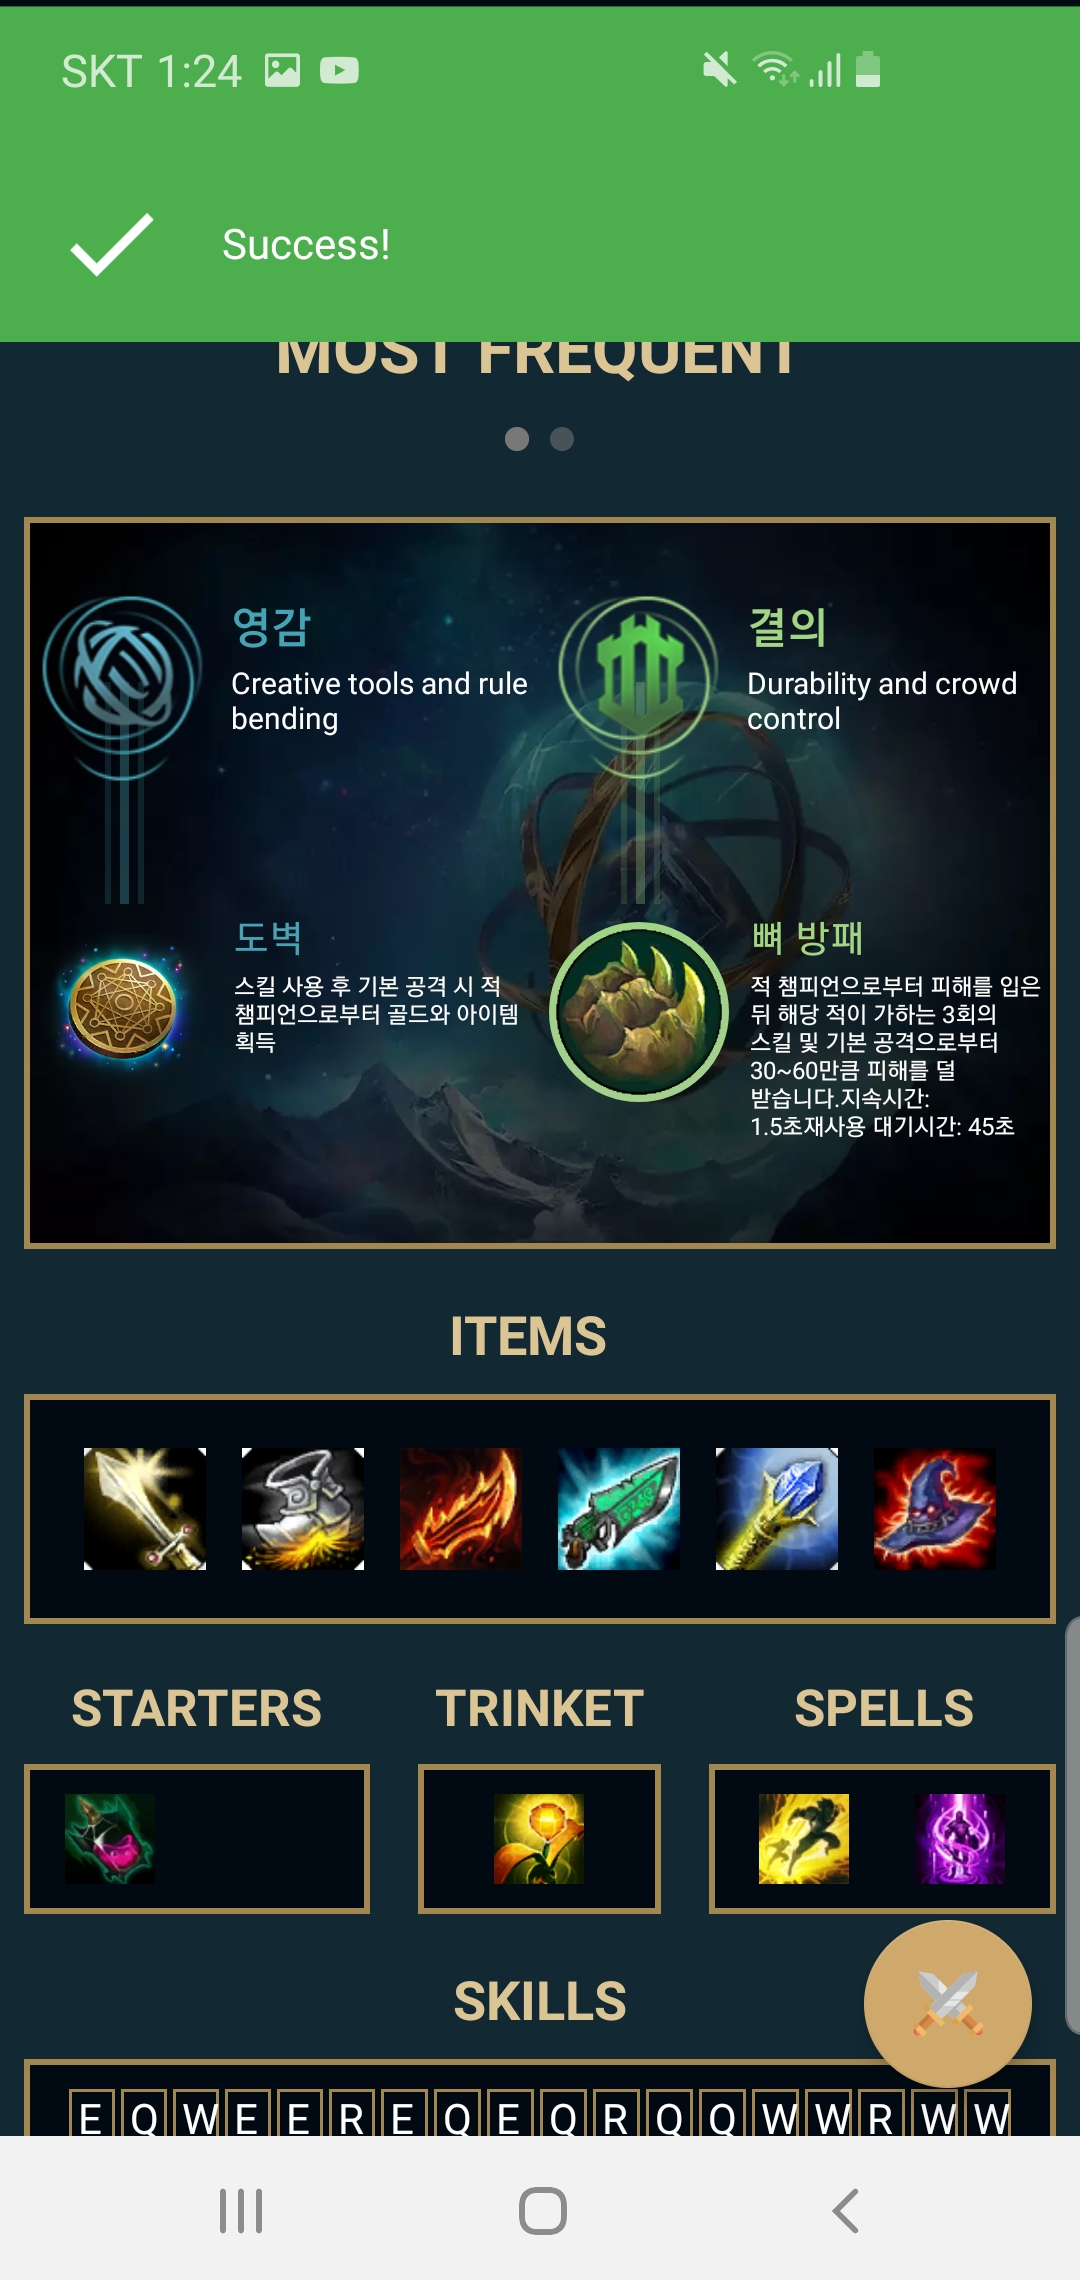 SKT 1:24
Success!
MOST FREQUENT
영감
Creative tools and rule
bending
결의
Durability and crowd
control
도벽
스킬 사용 후 기본 공격 시 적
챔피언으로부터 골드와 아이템
획득
뼈 방패
적 챔피언으로부터 피해를 입은
뒤 해당 적이 가하는 3회의
스킬 및 기본 공격으로부터
30~60만큼 피해를 덜
받습니다.지속시간:
1.5초재사용 대기시간: 45초
ITEMS
STARTERS
TRINKET
SPELLS
SKILLS
E Q W E E R E Q E Q R Q Q W W R W W